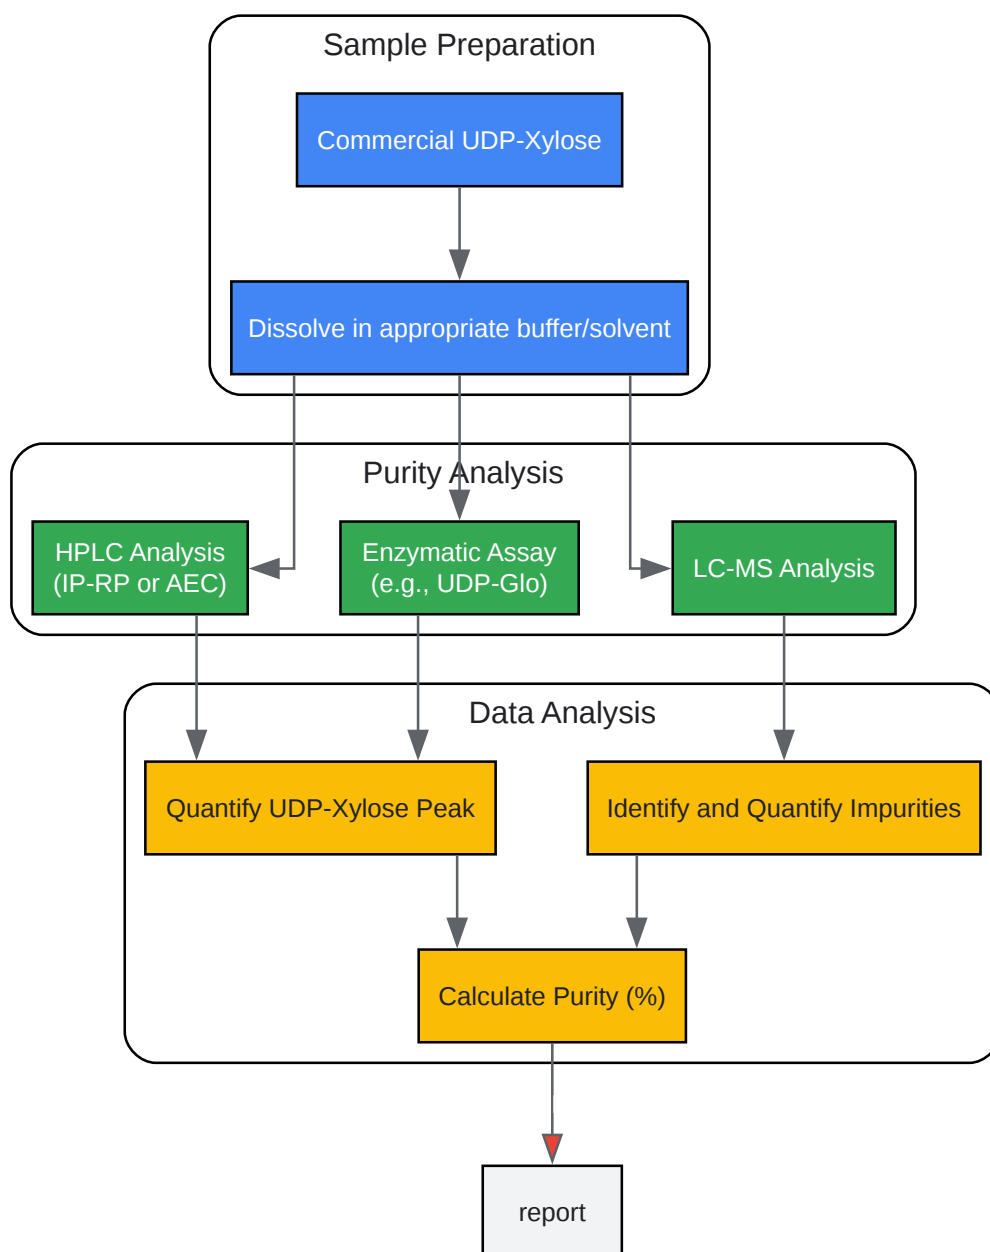 Sample Preparation
Commercial UDP-Xylose
Dissolve in appropriate buffer/solvent
Purity Analysis
HPLC Analysis
(IP-RP or AEC)
Enzymatic Assay
(e.g., UDP-Glo)
LC-MS Analysis
Data Analysis
Quantify UDP-Xylose Peak
Identify and Quantify Impurities
Calculate Purity (%)
report